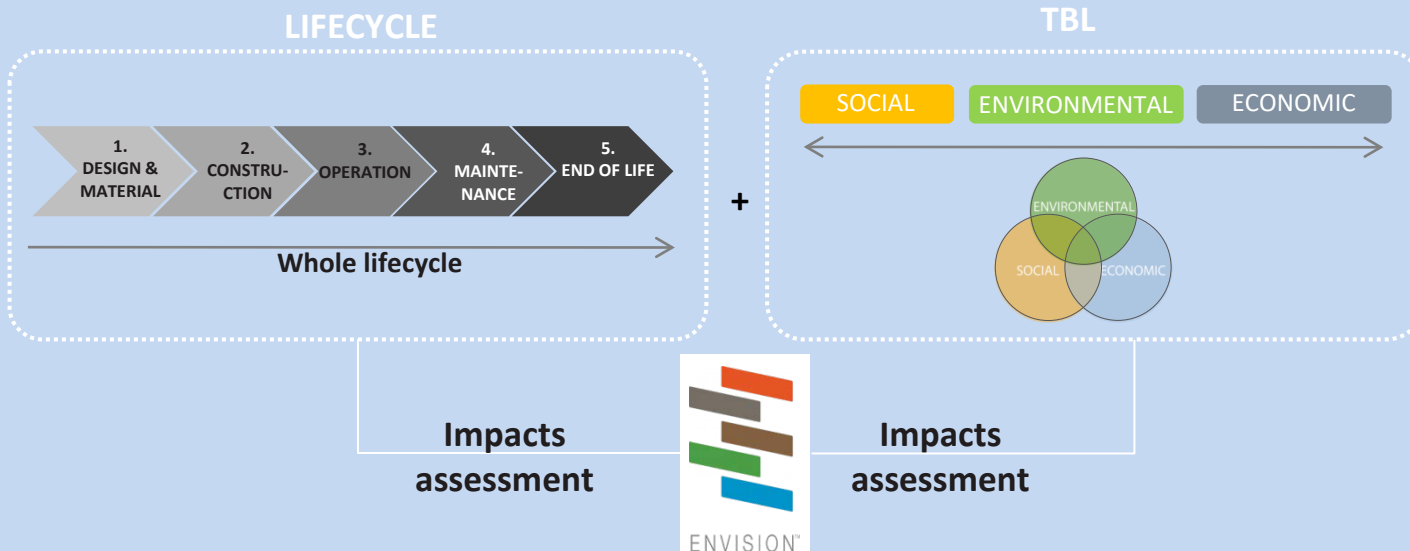 LIFECYCLE
1.
DESIGN &
MATERIAL
2.
CONSTRU-
CTION
3.
OPERATION
4.
MAINTE-
NANCE
5.
END OF LIFE
Whole lifecycle
+
TBL
SOCIAL
ENVIRONMENTAL
ECONOMIC
ENVIRONMENTAL
SOCIAL
ECONOMIC
Impacts
assessment
ENVISION™
Impacts
assessment